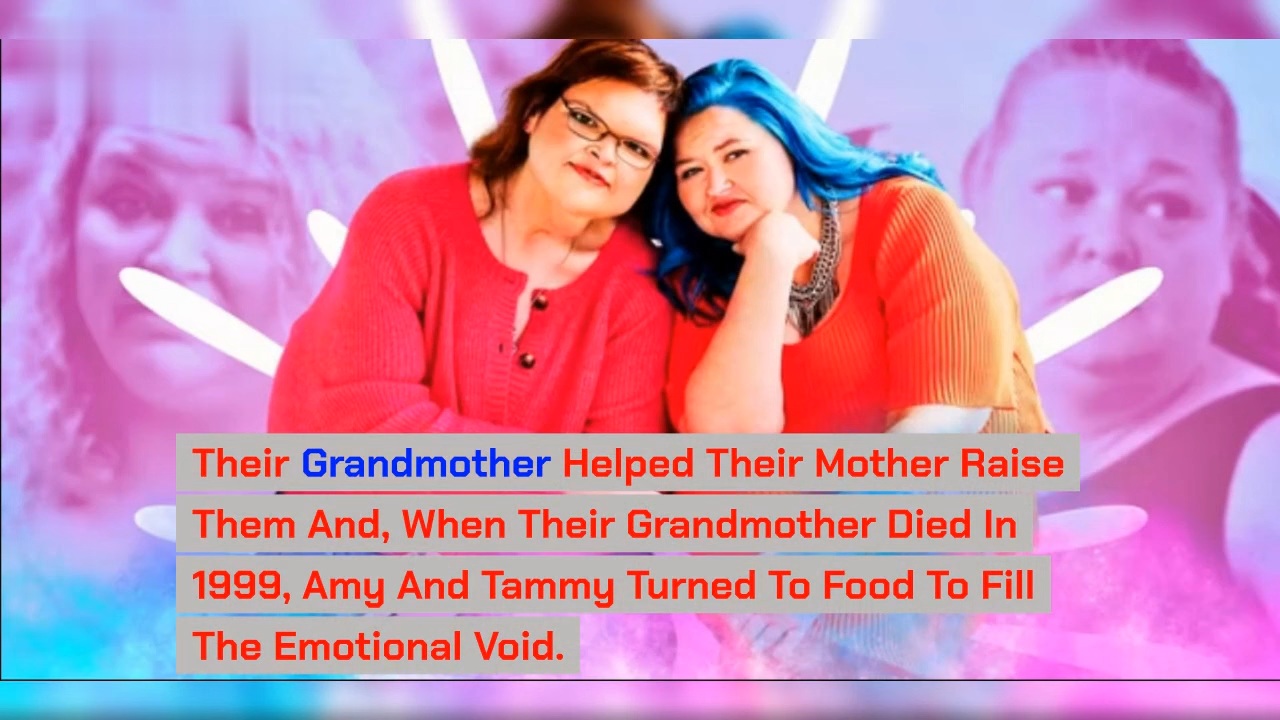 Their Grandmother Helped Their Mother Raise
Them And, When Their Grandmother Died In
1999, Amy And Tammy Turned To Food To Fill
The Emotional Void.